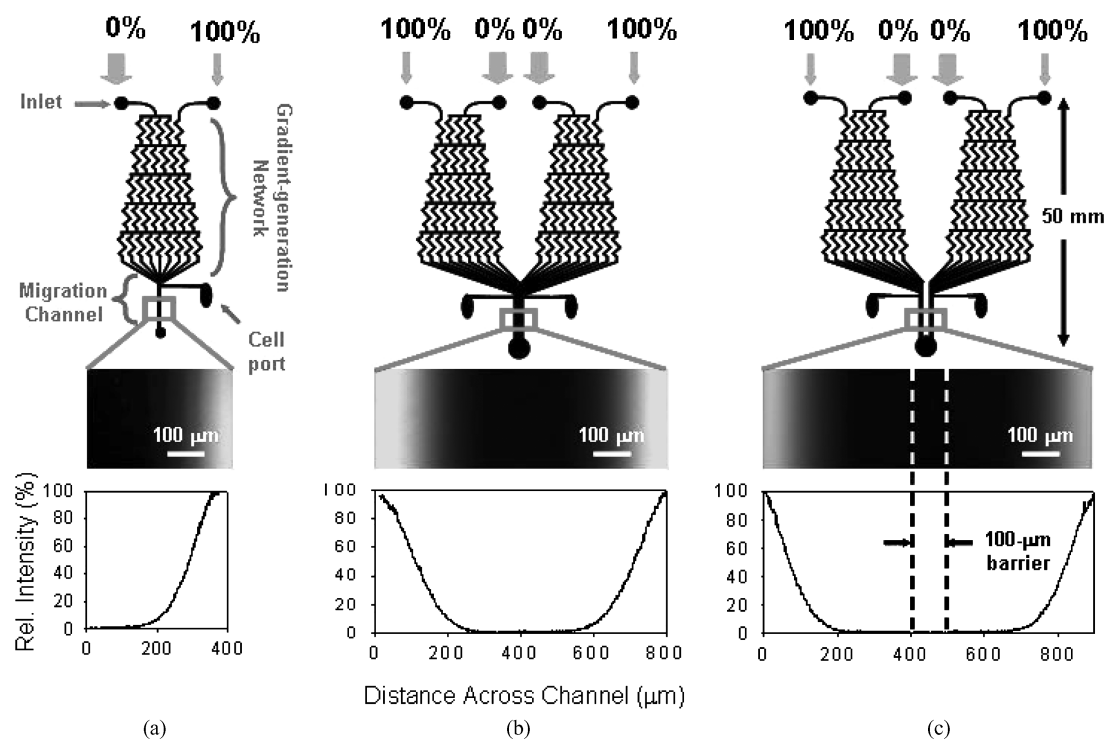 0% 100% 100% 0% 0% 100% 100% 0% 0% 100%
Inlet
Gradient-generation
Network
50 mm
Migration
Channel
Cell
port
100 μm 100 μm 100 μm
Rel. Intensity (%)
100
80
60
40
20
0
0 200 400
100
80
60
40
20
0
0 200 400 600 800
100
80
60
40
20
0
0 200 400 600 800
100-μm
barrier
Distance Across Channel (μm)
(a) (b) (c)